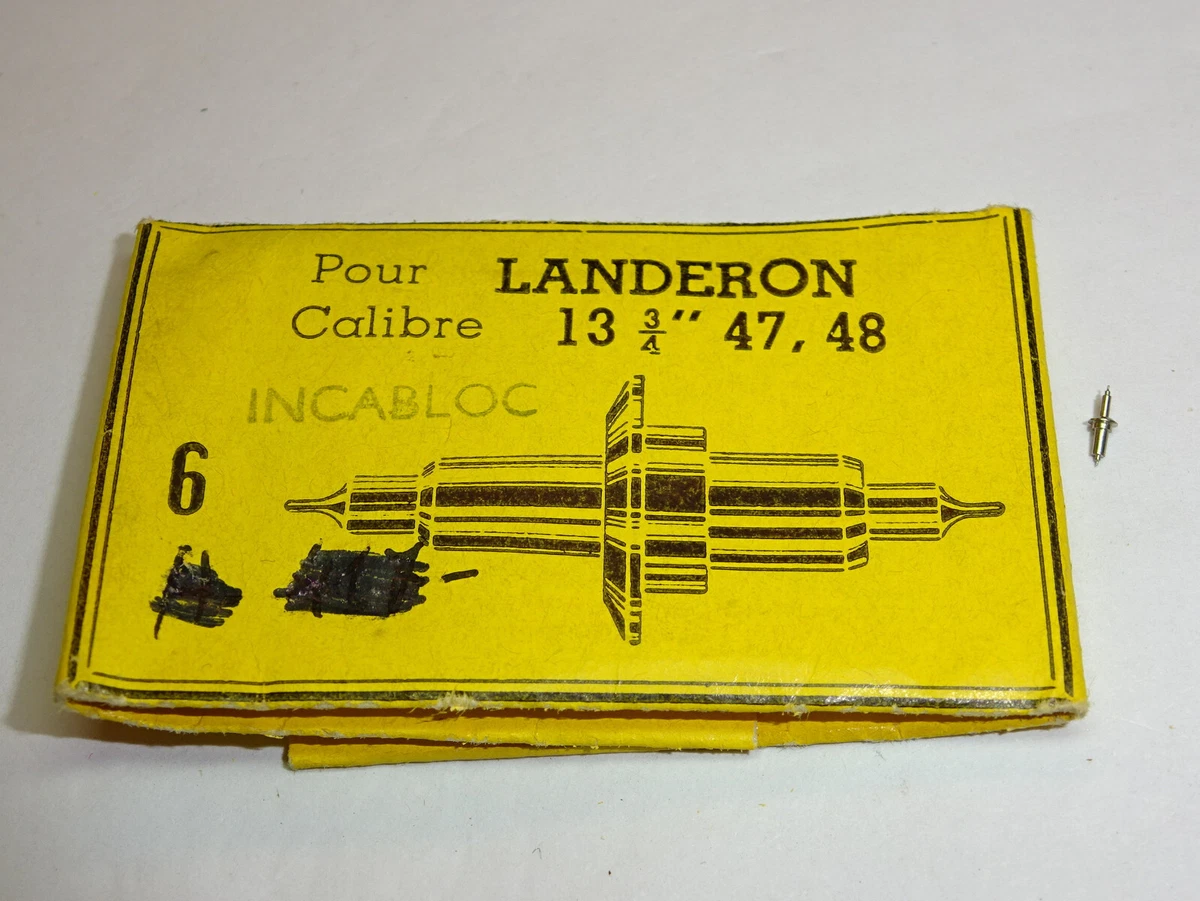 Pour LANDERON
Calibre 13 3/4‴ 47, 48
INCABLOC
6